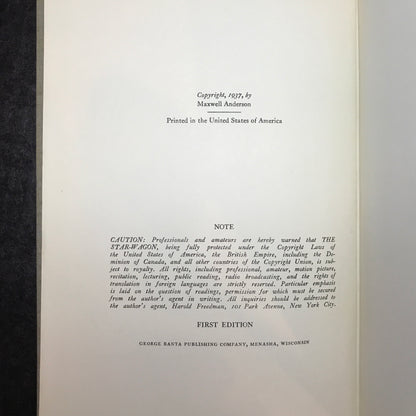 Copyright, 1937, by
Maxwell Anderson
Printed in the United States of America
NOTE
CAUTION: Professionals and amateurs are hereby warned that THE
STAR-WAGON, being fully protected under the Copyright Laws of
the United States of America, the British Empire, including the Do-
minion of Canada, and all other countries of the Copyright Union, is sub-
ject to royalty. All rights, including professional, amateur, motion picture,
recitation, lecturing, public reading, radio broadcasting, and the rights of
translation in foreign languages are strictly reserved. Particular emphasis
is laid on the question of readings, permission for which must be secured
from the author's agent in writing. All inquiries should be addressed to
the author's agent, Harold Freedman, 101 Park Avenue, New York City.
FIRST EDITION
GEORGE BANTA PUBLISHING COMPANY, MENASHA, WISCONSIN